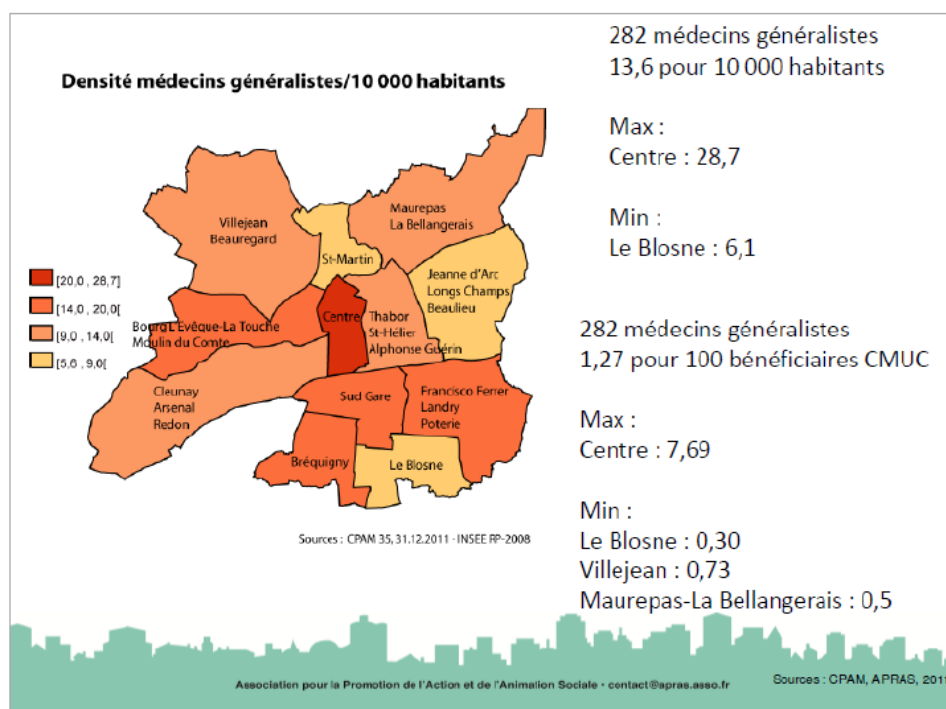 Densité médecins généralistes/10 000 habitants
Villejean
Beauregard
Maurepas
La Bellangerais
St-Martin
Jeanne d'Arc
Longs Champs
Beaulieu
[20,0 , 28,7]
[14,0 , 20,0[
[9,0 , 14,0[
[5,6 , 9,0[
Bourg L'Evêque-La Touche
Moulin du Comte
Centre
Thabor
St-Hélier
Alphonse Guérin
Cleunay
Arsenal
Redon
Sud Gare
Francisco Ferrer
Landry
Poterie
Bréquigny
Le Blosne
Sources : CPAM 35, 31.12.2011 - INSEE RP-2008
282 médecins généralistes
13,6 pour 10 000 habitants
Max :
Centre : 28,7
Min :
Le Blosne : 6,1
282 médecins généralistes
1,27 pour 100 bénéficiaires CMUC
Max :
Centre : 7,69
Min :
Le Blosne : 0,30
Villejean : 0,73
Maurepas-La Bellangerais : 0,5
Association pour la Promotion de l'Action et de l'Animation Sociale - contact@apras.asso.fr
Sources : CPAM, APRAS, 2011